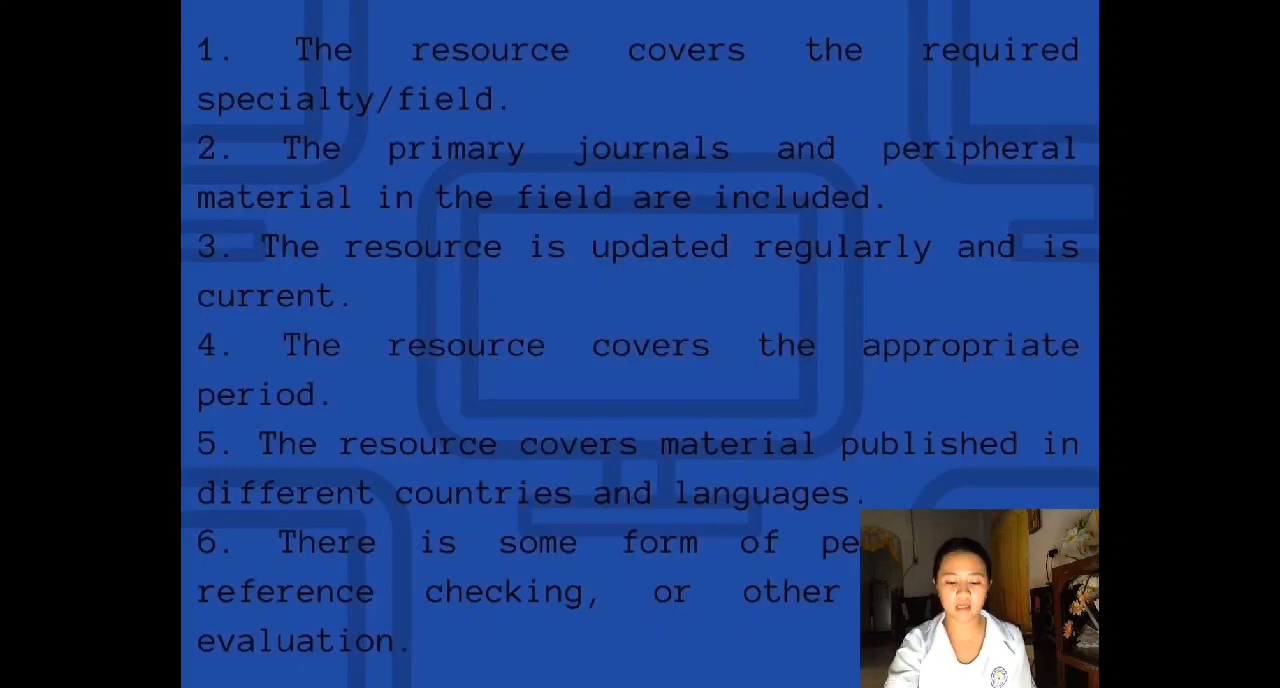 1. The resource covers the required
specialty/field.
2. The primary journals and peripheral
material in the field are included.
3. The resource is updated regularly and is
current.
4. The resource covers the appropriate
period.
5. The resource covers material published in
different countries and languages.
6. There is some form of pe
reference checking, or other
evaluation.